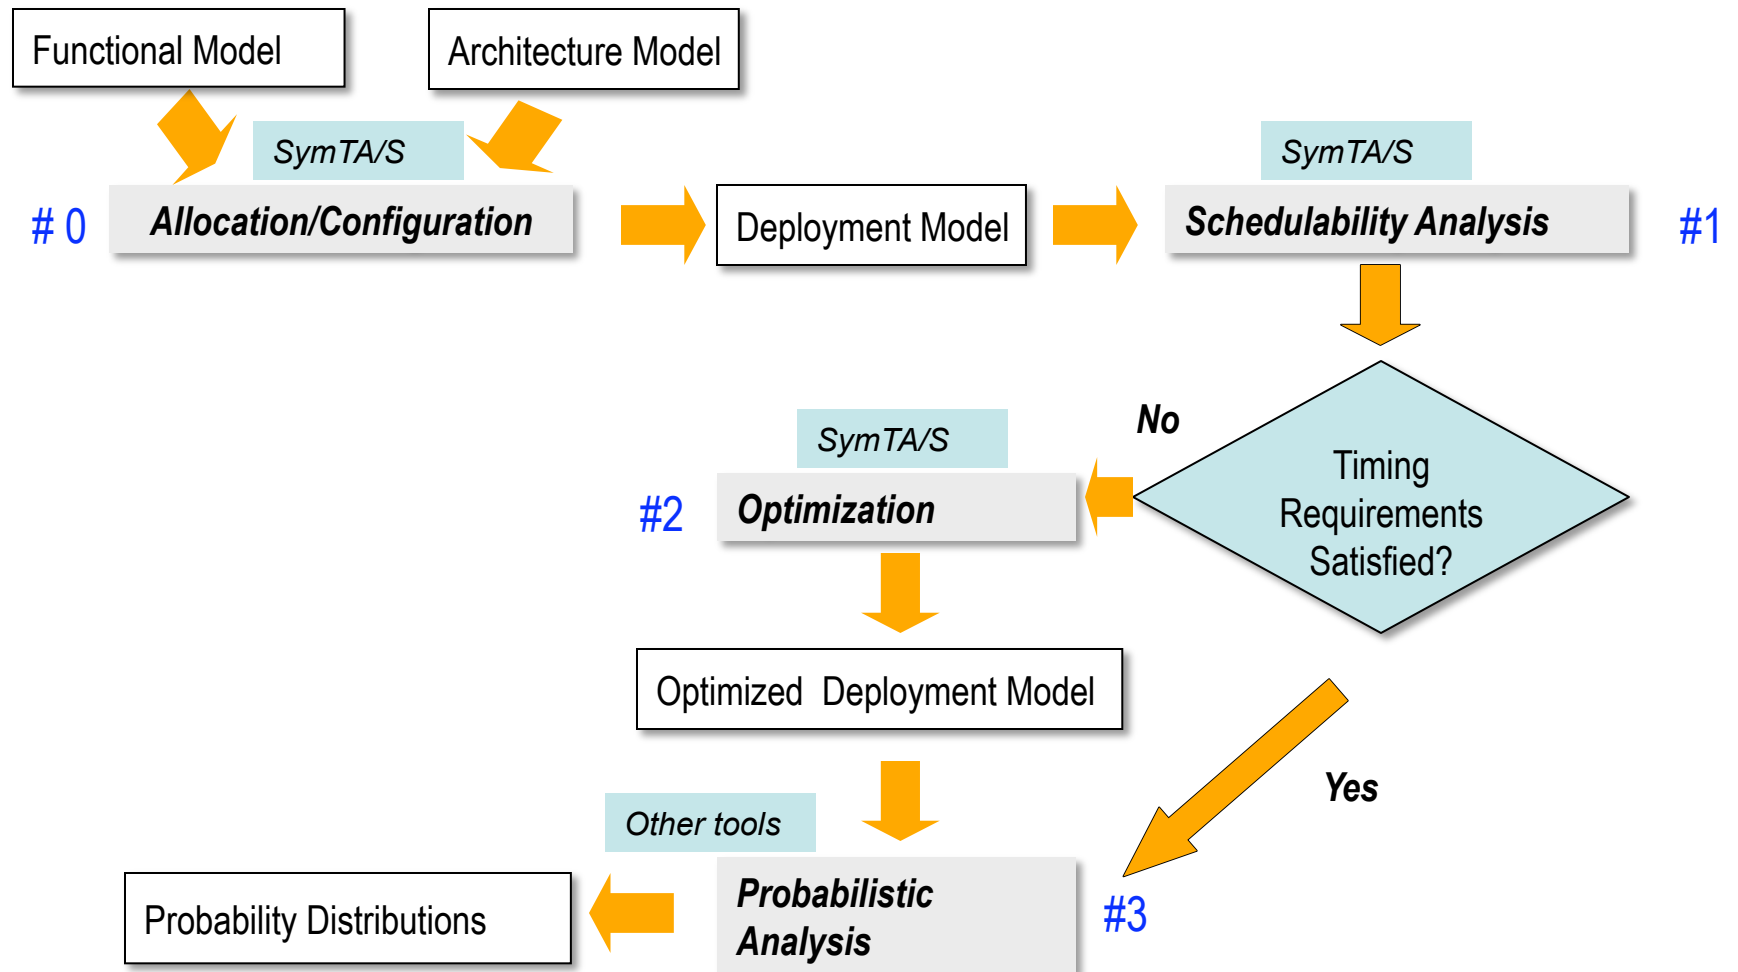 Functional Model
Architecture Model
SymTA/S
SymTA/S
# 0
Allocation/Configuration
Deployment Model
Schedulability Analysis
#1
No
SymTA/S
Timing
Requirements
Satisfied?
#2
Optimization
Optimized Deployment Model
Yes
Other tools
Probabilistic
Analysis
#3
Probability Distributions